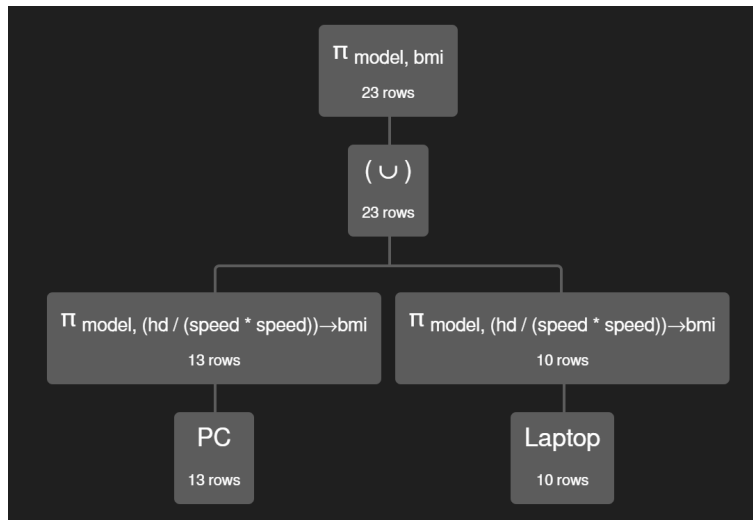 π model, bmi
23 rows
( ∪ )
23 rows
π model, (hd / (speed * speed))→bmi
13 rows
π model, (hd / (speed * speed))→bmi
10 rows
PC
13 rows
Laptop
10 rows